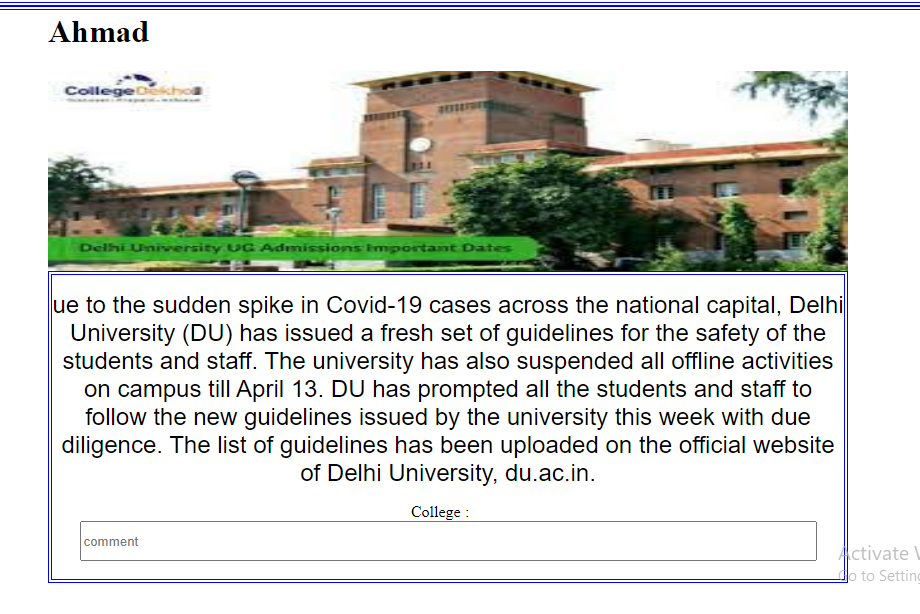 Ahmad
CollegeDekho
Delhi University UG Admissions Important Dates
ue to the sudden spike in Covid-19 cases across the national capital, Delhi
University (DU) has issued a fresh set of guidelines for the safety of the
students and staff. The university has also suspended all offline activities
on campus till April 13. DU has prompted all the students and staff to
follow the new guidelines issued by the university this week with due
diligence. The list of guidelines has been uploaded on the official website
of Delhi University, du.ac.in.
College :
comment
Activate
Go to Setting